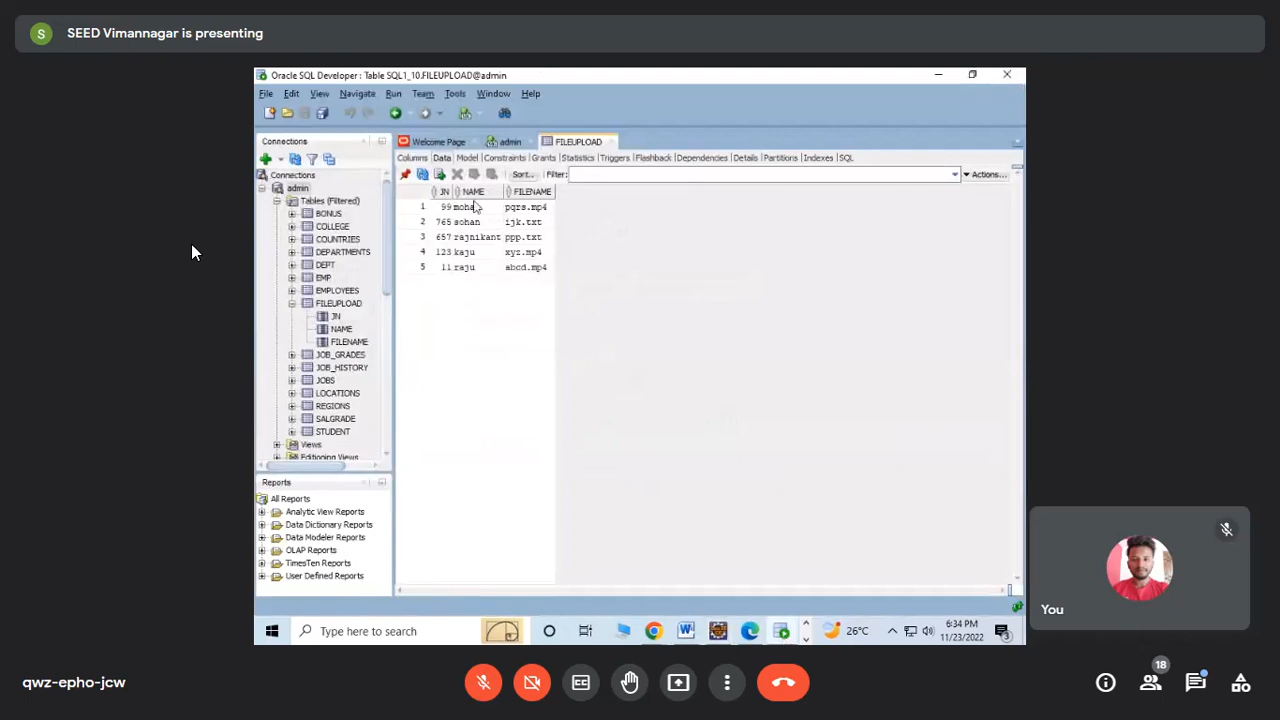 S SEED Vimannagar is presenting
Oracle SQL Developer : Table SQL1_10.FILEUPLOAD@admin
File Edit View Navigate Run Team Tools Window Help
Connections
Welcome Page admin FILEUPLOAD
Columns Data Model Constraints Grants Statistics Triggers Flashback Dependencies Details Partitions Indexes SQL
Sort.. Filter: Actions...
Connections
admin
Tables (Filtered)
BONUS
COLLEGE
COUNTRIES
DEPARTMENTS
DEPT
EMP
EMPLOYEES
FILEUPLOAD
JN
NAME
FILENAME
JOB_GRADES
JOB_HISTORY
JOBS
LOCATIONS
REGIONS
SALGRADE
STUDENT
Views
Editioning Views
JN NAME FILENAME
1 99 mohan pqrs.mp4
2 765 sohan ijk.txt
3 657 rajnikant ppp.txt
4 123 kaju xyz.mp4
5 11 raju abcd.mp4
Reports
All Reports
Analytic View Reports
Data Dictionary Reports
Data Modeler Reports
OLAP Reports
TimesTen Reports
User Defined Reports
Type here to search
26°C
6:34 PM
11/23/2022
3
You
qwz-epho-jcw
CC
18